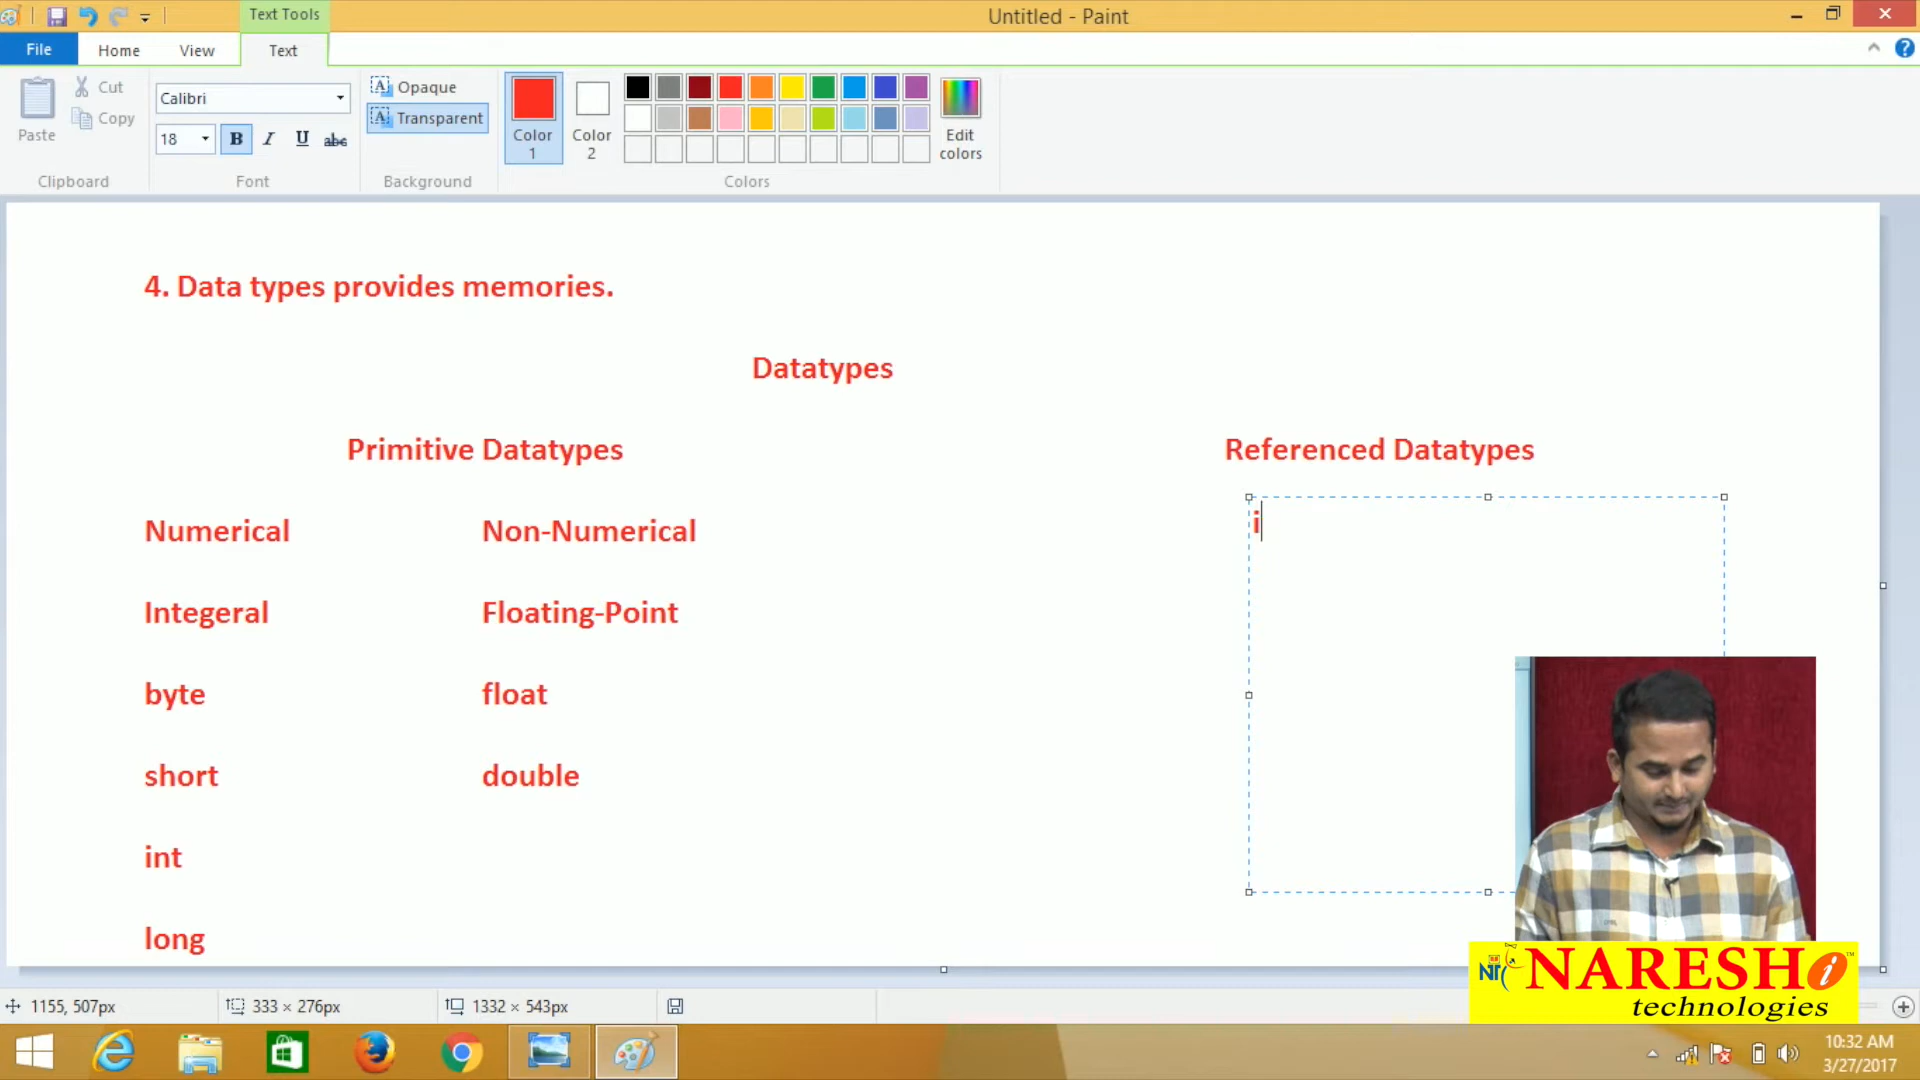 Text Tools
Untitled - Paint
File Home View Text
Paste
Cut
Copy
Clipboard
Calibri
18 B I U abc
Font
Opaque
Transparent
Background
Color 1
Color 2
Edit colors
Colors
4. Data types provides memories.
Datatypes
Primitive Datatypes Referenced Datatypes
Numerical Non-Numerical i
Integeral Floating-Point
byte float
short double
int
long
NARESH i ™
technologies
1155, 507px 333 × 276px 1332 × 543px
10:32 AM
3/27/2017